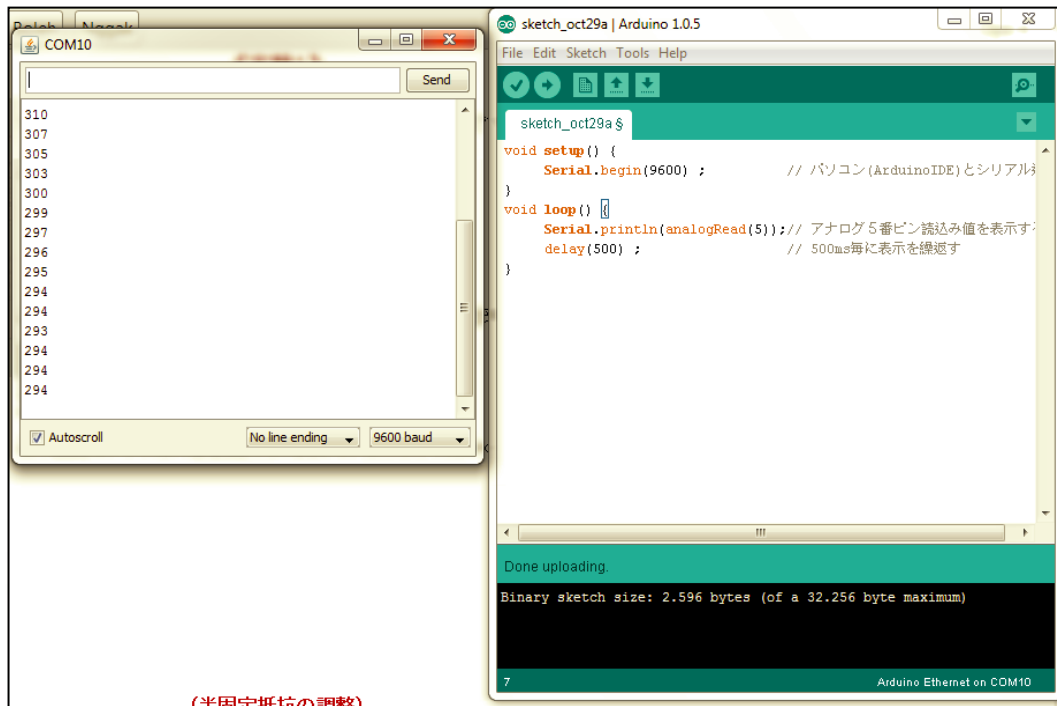 Boleh Nggak
COM10
Send
310
307
305
303
300
299
297
296
295
294
294
293
294
294
294
Autoscroll
No line ending
9600 baud
sketch_oct29a | Arduino 1.0.5
File Edit Sketch Tools Help
sketch_oct29a §
void setup() {
Serial.begin(9600) ; // パソコン(ArduinoIDE)とシリアル
}
void loop() {
Serial.println(analogRead(5));// アナログ５番ピン読込み値を表示す
delay(500) ; // 500ms毎に表示を繰返す
}
Done uploading.
Binary sketch size: 2.596 bytes (of a 32.256 byte maximum)
7
Arduino Ethernet on COM10
(半固定抵抗の調整)